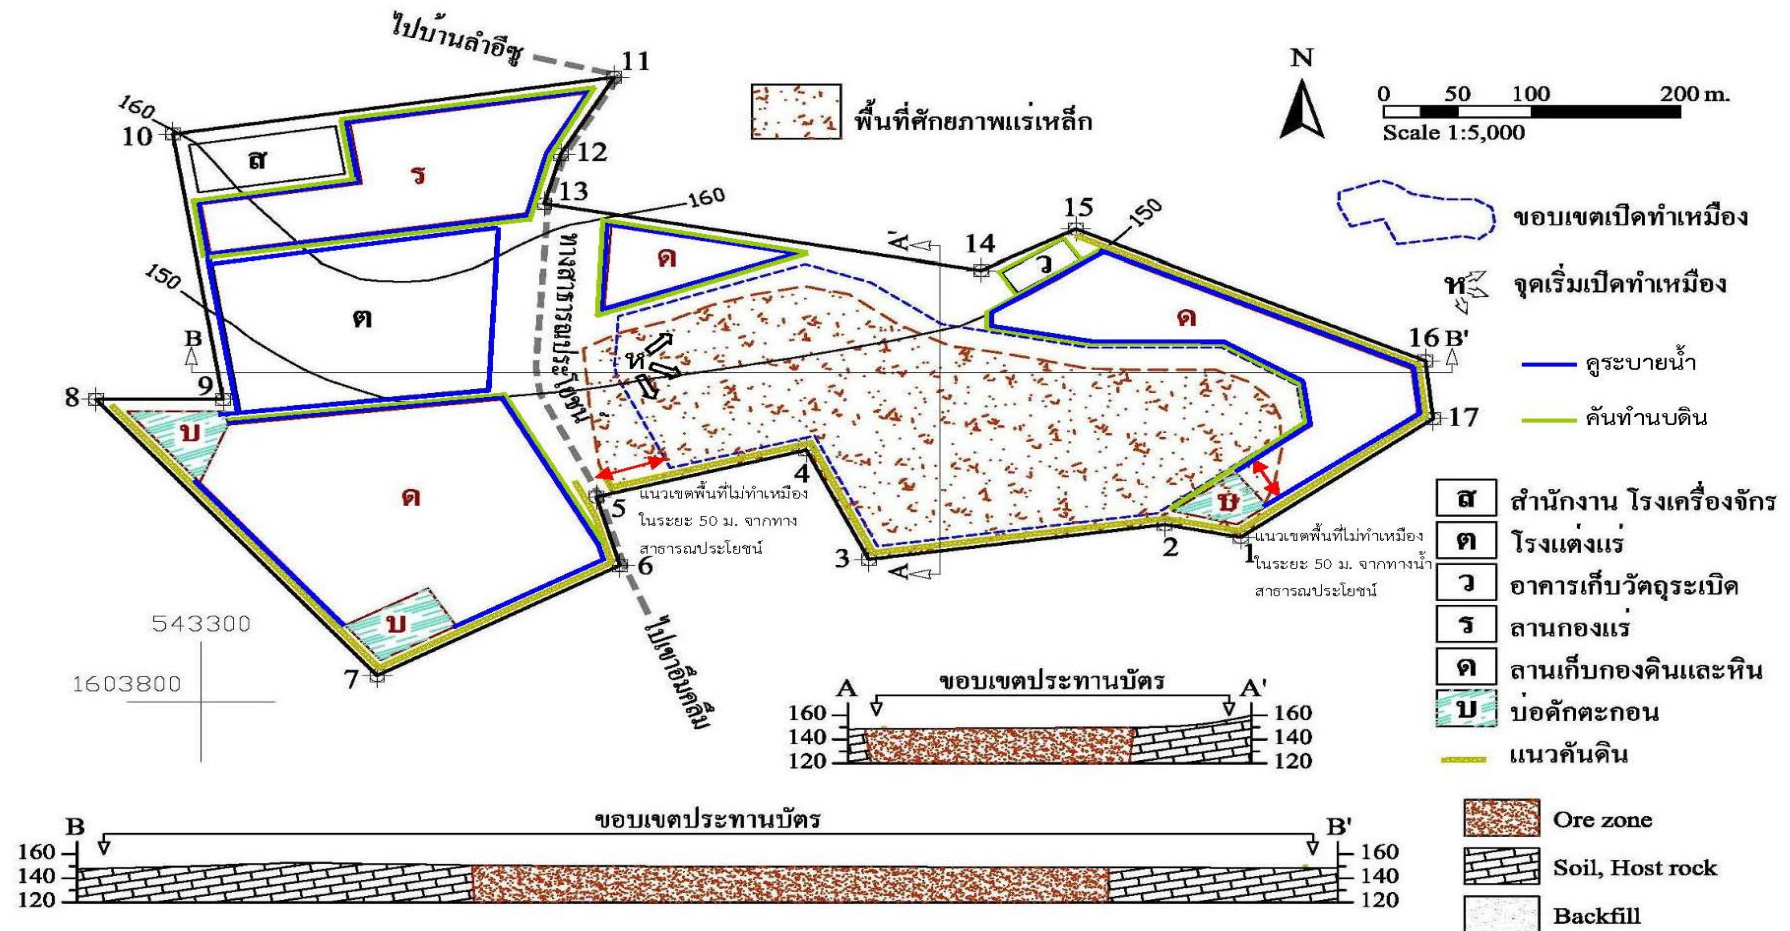 ไปบ้านลำอีซู
11
160
10
ส
ร
12
13
พื้นที่ศักยภาพแร่เหล็ก
N
0 50 100 200 m.
Scale 1:5,000
ขอบเขตเปิดทำเหมือง
ห
จุดเริ่มเปิดทำเหมือง
คูระบายน้ำ
คันทำนบดิน
160
15
150
A'
14
ว
ด
ด
ทางสาธารณประโยชน์
150
ต
B
ห
16
B'
8
9
บ
17
4
ด
5
แนวเขตพื้นที่ไม่ทำเหมือง
ในระยะ 50 ม. จากทาง
สาธารณประโยชน์
บ
2
1
แนวเขตพื้นที่ไม่ทำเหมือง
ในระยะ 50 ม. จากทางน้ำ
สาธารณประโยชน์
3
A
6
บ
7
543300
1603800
ไปเขาอึมคลึม
ส สำนักงาน โรงเครื่องจักร
ต โรงแต่งแร่
ว อาคารเก็บวัตถุระเบิด
ร ลานกองแร่
ด ลานเก็บกองดินและหิน
บ บ่อดักตะกอน
แนวคันดิน
A ขอบเขตประทานบัตร A'
160 160
140 140
120 120
B ขอบเขตประทานบัตร B'
160 160
140 140
120 120
Ore zone
Soil, Host rock
Backfill